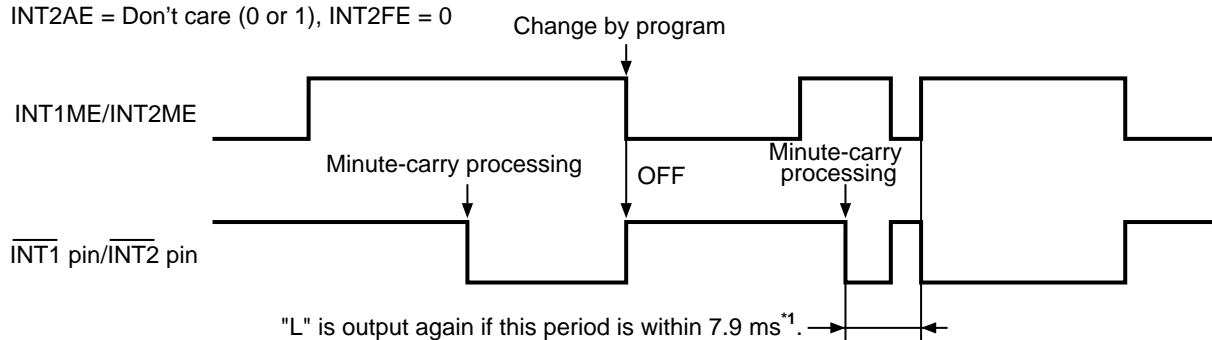 INT2AE = Don't care (0 or 1), INT2FE = 0
Change by program
INT1ME/INT2ME
Minute-carry processing
OFF
Minute-carry
processing
INT1 pin/INT2 pin
"L" is output again if this period is within 7.9 ms*1.